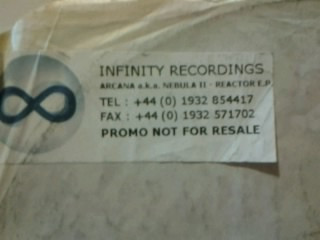 INFINITY RECORDINGS
ARCANA a.k.a. NEBULA II - REACTOR E.P.
TEL : +44 (0) 1932 854417
FAX : +44 (0) 1932 571702
PROMO NOT FOR RESALE